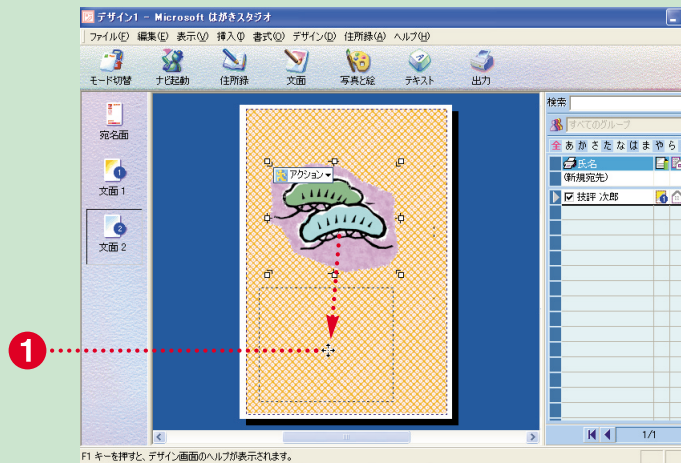 デザイン1 - Microsoft はがきスタジオ
ファイル(F) 編集(E) 表示(V) 挿入(I) 書式(O) デザイン(D) 住所録(A) ヘルプ(H)
モード切替 ナビ起動 住所録 文面 写真と絵 テキスト 出力
宛名面
文面 1
文面 2
アクション
1
検索
すべてのグループ
全 あ か さ た な は ま や ら
氏名
(新規宛先)
技評 次郎
1/1
F1 キーを押すと、デザイン画面のヘルプが表示されます。